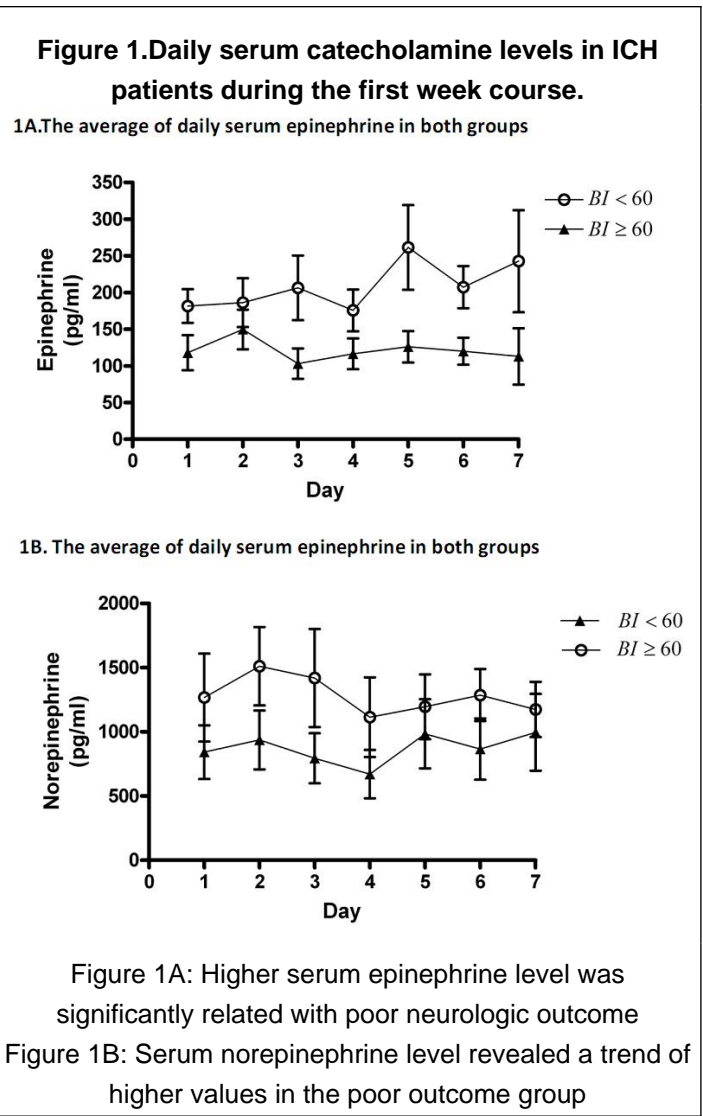 Figure 1.Daily serum catecholamine levels in ICH
patients during the first week course.
1A.The average of daily serum epinephrine in both groups
350
300
250
200
150
100
50
0
Epinephrine
(pg/ml)
0 1 2 3 4 5 6 7
Day
BI < 60
BI ≥ 60
1B. The average of daily serum epinephrine in both groups
2000
1500
1000
500
0
Norepinephrine
(pg/ml)
0 1 2 3 4 5 6 7
Day
BI < 60
BI ≥ 60
Figure 1A: Higher serum epinephrine level was
significantly related with poor neurologic outcome
Figure 1B: Serum norepinephrine level revealed a trend of
higher values in the poor outcome group